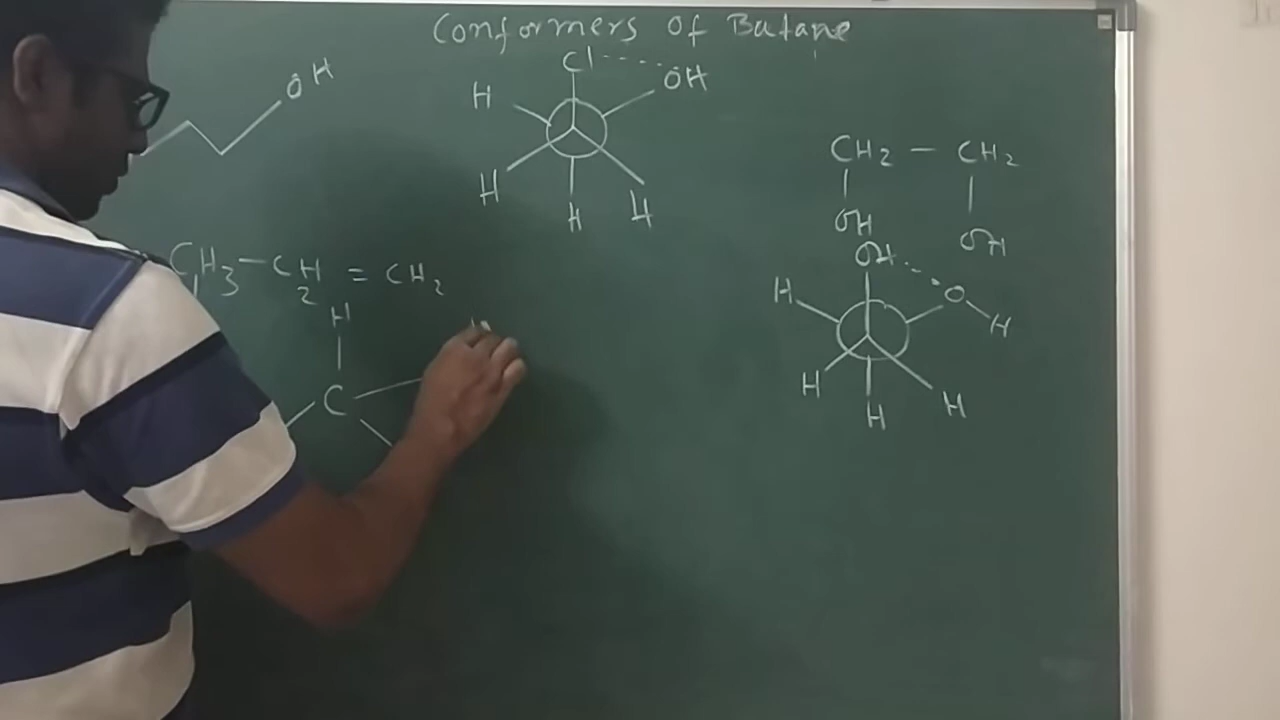 Conformers of Butane
OH
Cl
OH
H
H
H
H
CH2 — CH2
OH
OH
CH3 — CH2 = CH2
H
C
OH
O
H
H
H
H
H